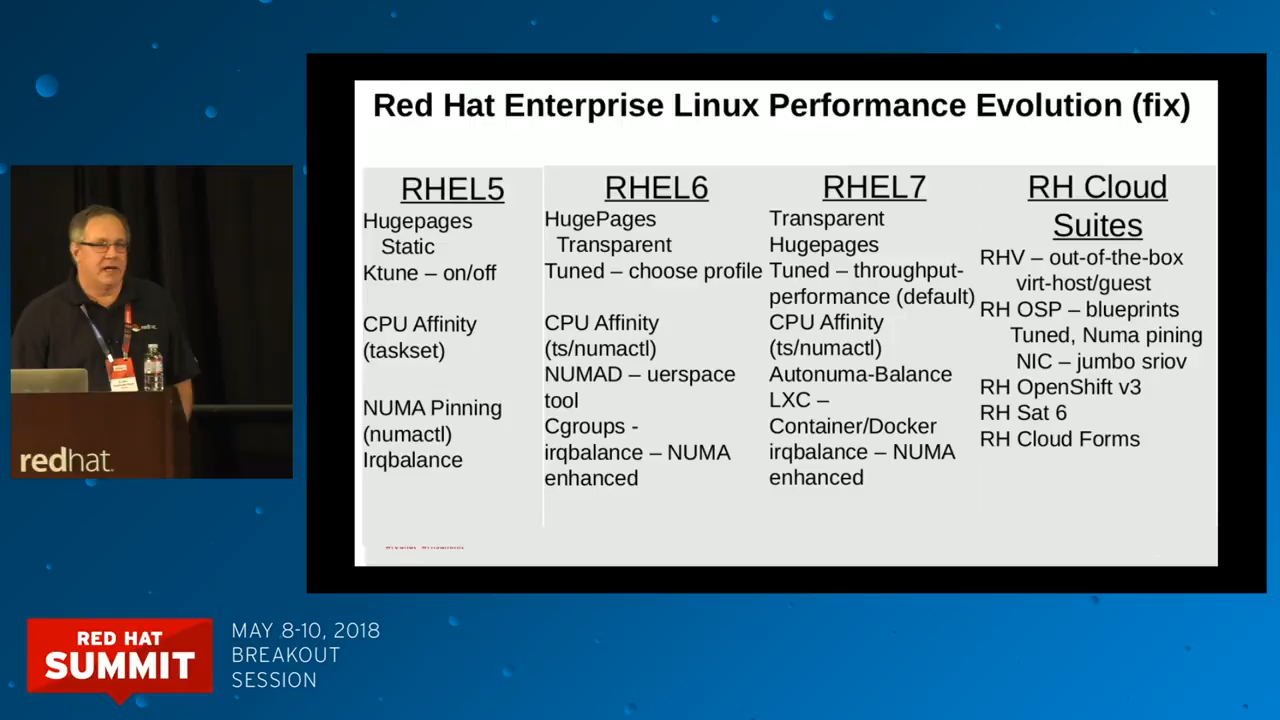 Red Hat Enterprise Linux Performance Evolution (fix)
RHEL5
Hugepages
Static
Ktune – on/off
CPU Affinity
(taskset)
NUMA Pinning
(numactl)
Irqbalance
RHEL6
HugePages
Transparent
Tuned – choose profile
CPU Affinity
(ts/numactl)
NUMAD – uerspace
tool
Cgroups -
irqbalance – NUMA
enhanced
RHEL7
Transparent
Hugepages
Tuned – throughput-
performance (default)
CPU Affinity
(ts/numactl)
Autonuma-Balance
LXC –
Container/Docker
irqbalance – NUMA
enhanced
RH Cloud
Suites
RHV – out-of-the-box
virt-host/guest
RH OSP – blueprints
Tuned, Numa pining
NIC – jumbo sriov
RH OpenShift v3
RH Sat 6
RH Cloud Forms
redhat.
RED HAT
SUMMIT
MAY 8-10, 2018
BREAKOUT
SESSION